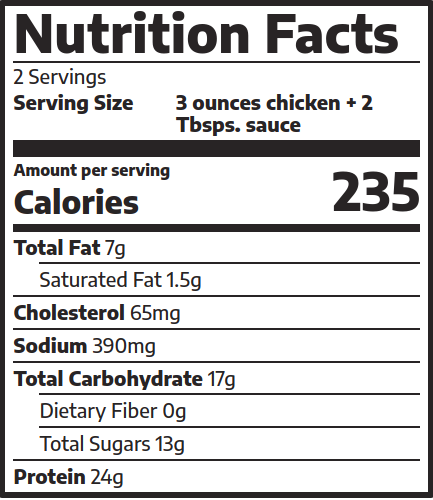 Nutrition Facts
2 Servings
Serving Size 3 ounces chicken + 2
Tbsps. sauce
Amount per serving
Calories 235
Total Fat 7g
Saturated Fat 1.5g
Cholesterol 65mg
Sodium 390mg
Total Carbohydrate 17g
Dietary Fiber 0g
Total Sugars 13g
Protein 24g